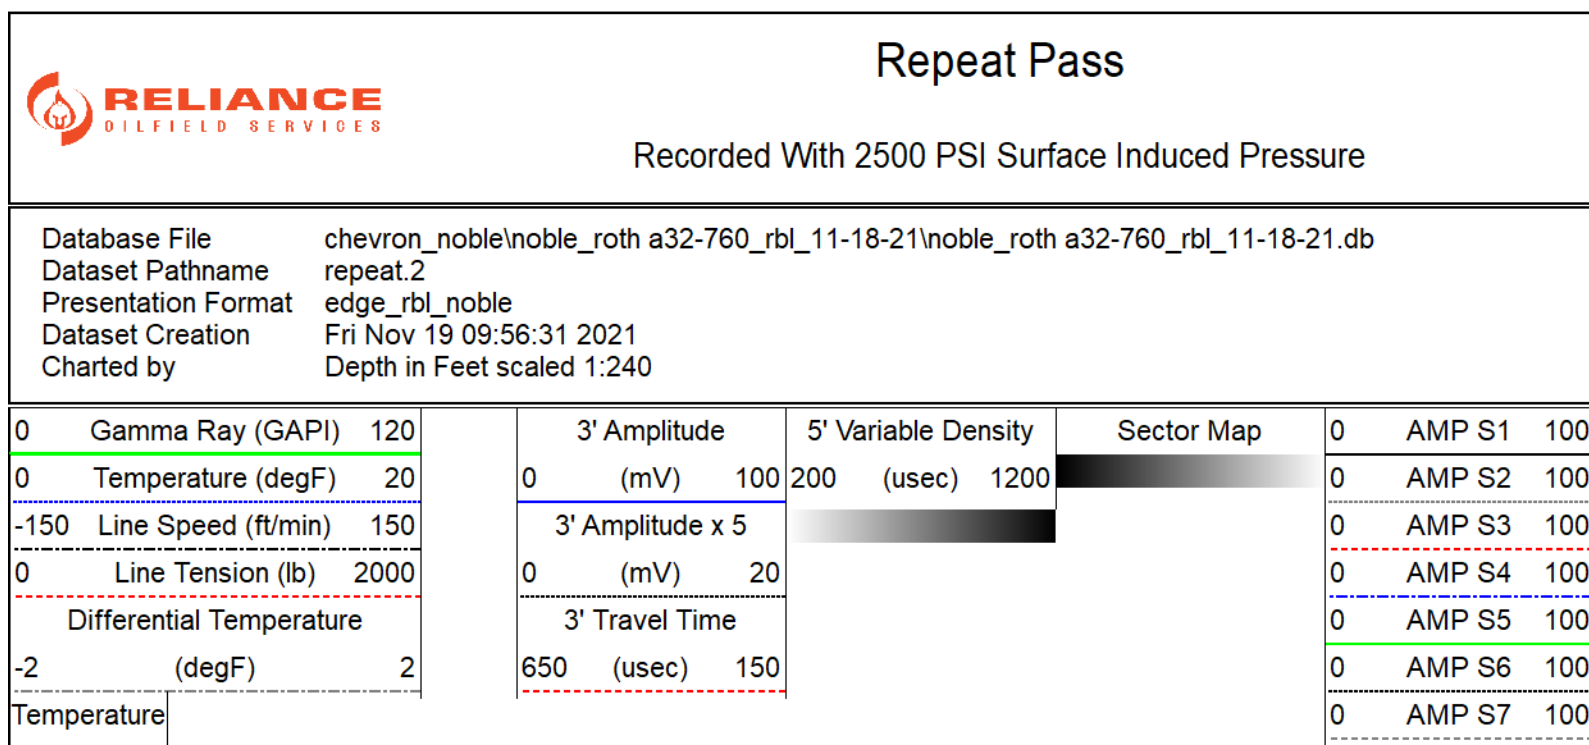 Repeat Pass
RELIANCE
OILFIELD SERVICES
Recorded With 2500 PSI Surface Induced Pressure
Database File chevron_noble\noble_roth a32-760_rbl_11-18-21\noble_roth a32-760_rbl_11-18-21.db
Dataset Pathname repeat.2
Presentation Format edge_rbl_noble
Dataset Creation Fri Nov 19 09:56:31 2021
Charted by Depth in Feet scaled 1:240
0 Gamma Ray (GAPI) 120
0 Temperature (degF) 20
-150 Line Speed (ft/min) 150
0 Line Tension (lb) 2000
Differential Temperature
-2 (degF) 2
Temperature
3' Amplitude
0 (mV) 100
3' Amplitude x 5
0 (mV) 20
3' Travel Time
650 (usec) 150
5' Variable Density
200 (usec) 1200
Sector Map
0 AMP S1 100
0 AMP S2 100
0 AMP S3 100
0 AMP S4 100
0 AMP S5 100
0 AMP S6 100
0 AMP S7 100